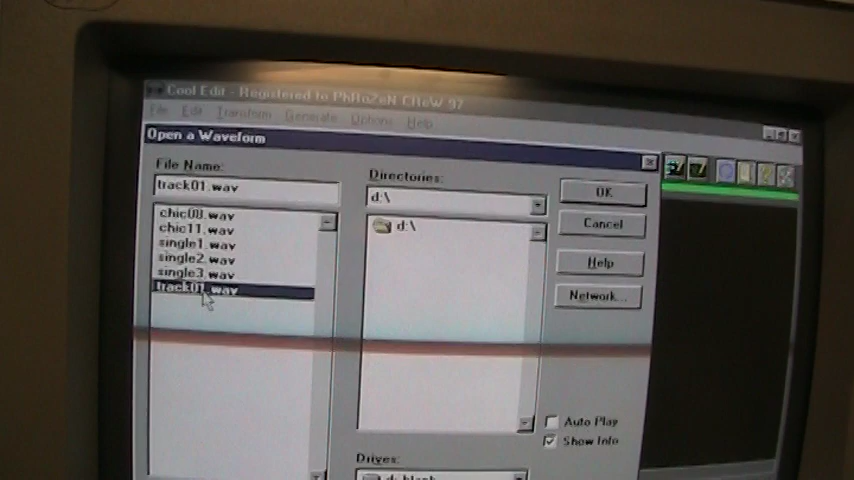 Cool Edit - Registered to PhRoZeN CReW 97
File Edit Transform Generate Options Help
Open a Waveform
File Name:
track01.wav
chic08.wav
chic11.wav
single1.wav
single2.wav
single3.wav
track01.wav
Directories:
d:\
d:\
OK
Cancel
Help
Network...
Auto Play
Show Info
Drives:
d: blank